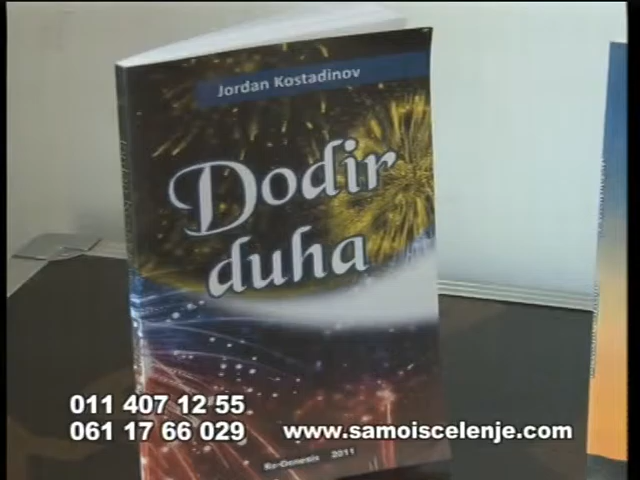 Jordan Kostadinov
Dodir
duha
011 407 12 55
061 17 66 029 www.samoiscelenje.com
Re-Genesis 2011